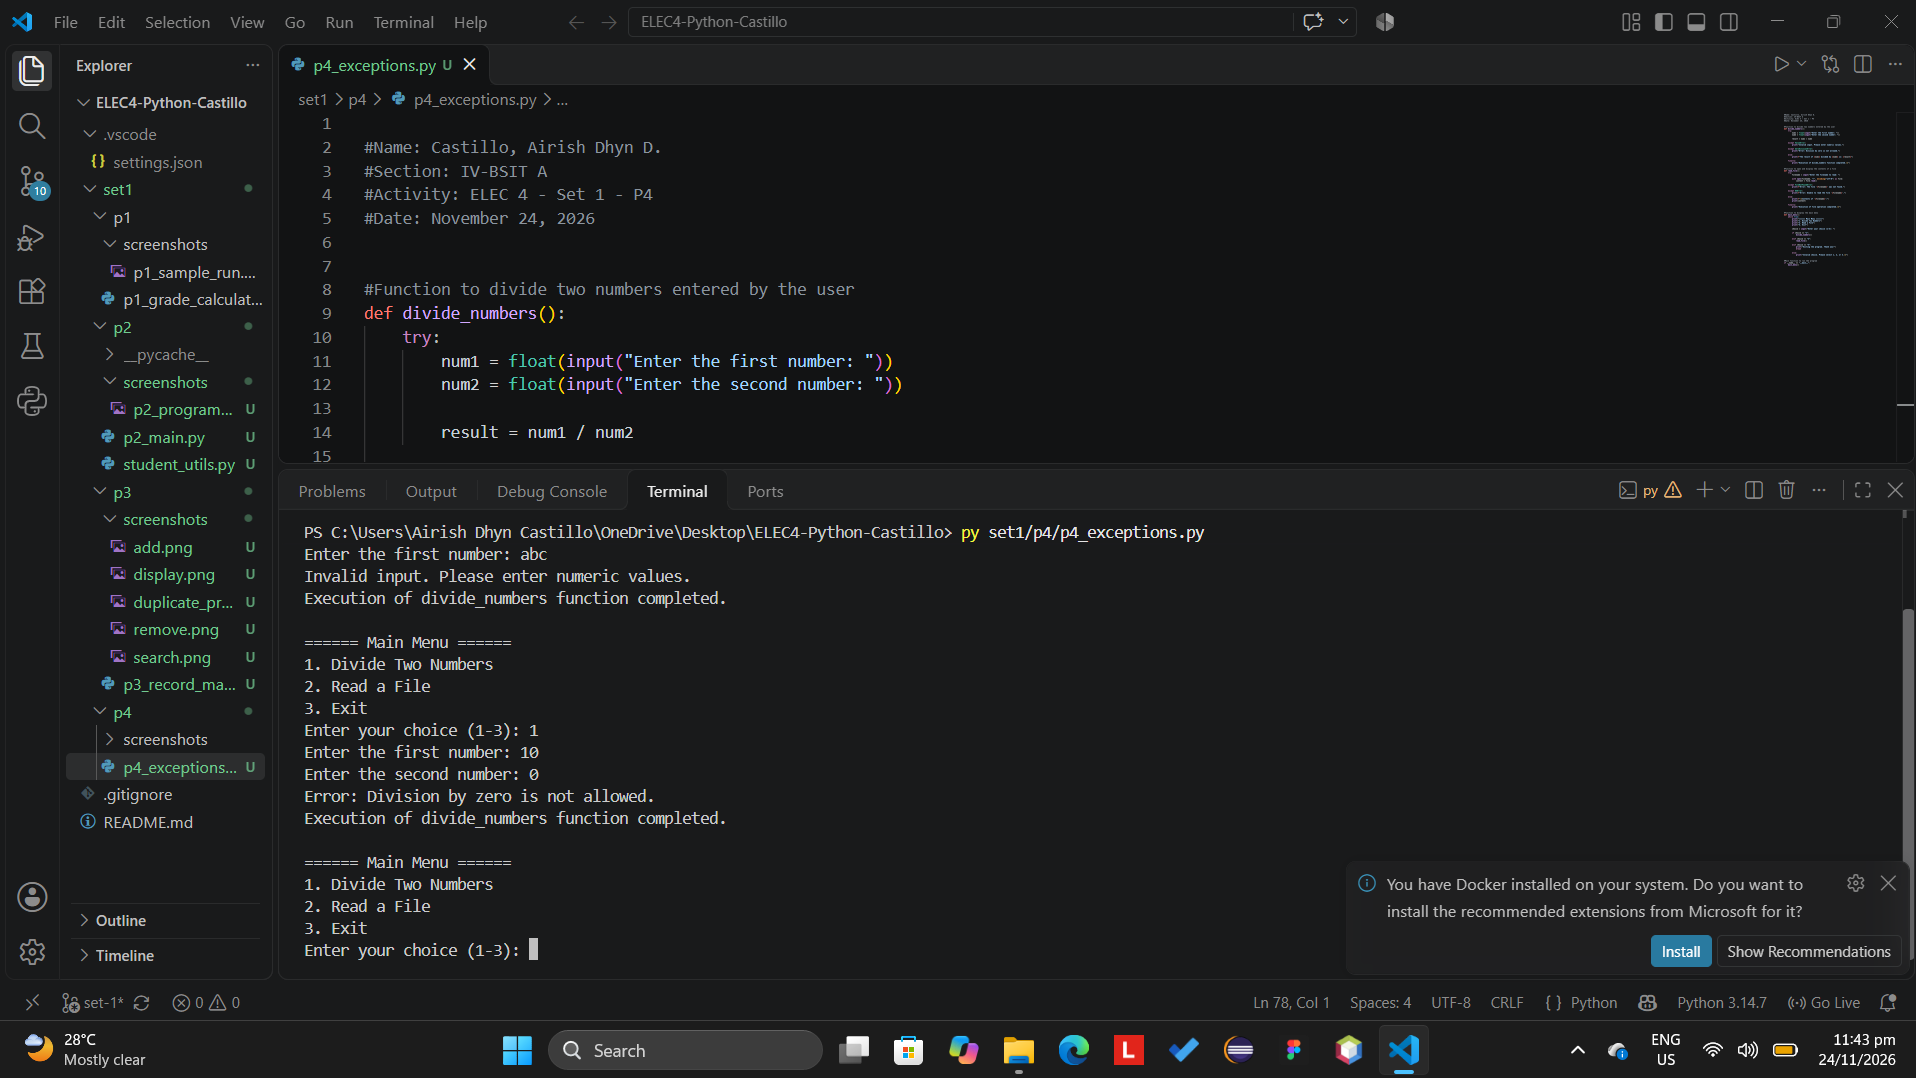 File Edit Selection View Go Run Terminal Help
ELEC4-Python-Castillo
Explorer
ELEC4-Python-Castillo
.vscode
{} settings.json
set1
p1
screenshots
p1_sample_run....
p1_grade_calculat...
p2
__pycache__
screenshots
p2_program... U
p2_main.py U
student_utils.py U
p3
screenshots
add.png U
display.png U
duplicate_pr... U
remove.png U
search.png U
p3_record_ma... U
p4
screenshots
p4_exceptions... U
.gitignore
README.md
Outline
Timeline
10
p4_exceptions.py U
set1 > p4 > p4_exceptions.py > ...
1
2 #Name: Castillo, Airish Dhyn D.
3 #Section: IV-BSIT A
4 #Activity: ELEC 4 - Set 1 - P4
5 #Date: November 24, 2026
6
7
8 #Function to divide two numbers entered by the user
9 def divide_numbers():
10 try:
11 num1 = float(input("Enter the first number: "))
12 num2 = float(input("Enter the second number: "))
13
14 result = num1 / num2
15
Problems Output Debug Console Terminal Ports
py
PS C:\Users\Airish Dhyn Castillo\OneDrive\Desktop\ELEC4-Python-Castillo> py set1/p4/p4_exceptions.py
Enter the first number: abc
Invalid input. Please enter numeric values.
Execution of divide_numbers function completed.
====== Main Menu ======
1. Divide Two Numbers
2. Read a File
3. Exit
Enter your choice (1-3): 1
Enter the first number: 10
Enter the second number: 0
Error: Division by zero is not allowed.
Execution of divide_numbers function completed.
====== Main Menu ======
1. Divide Two Numbers
2. Read a File
3. Exit
Enter your choice (1-3):
You have Docker installed on your system. Do you want to
install the recommended extensions from Microsoft for it?
Install Show Recommendations
set-1* 0 0
Ln 78, Col 1 Spaces: 4 UTF-8 CRLF {} Python Python 3.14.7 Go Live
28°C
Mostly clear
Search
L
ENG
US
11:43 pm
24/11/2026